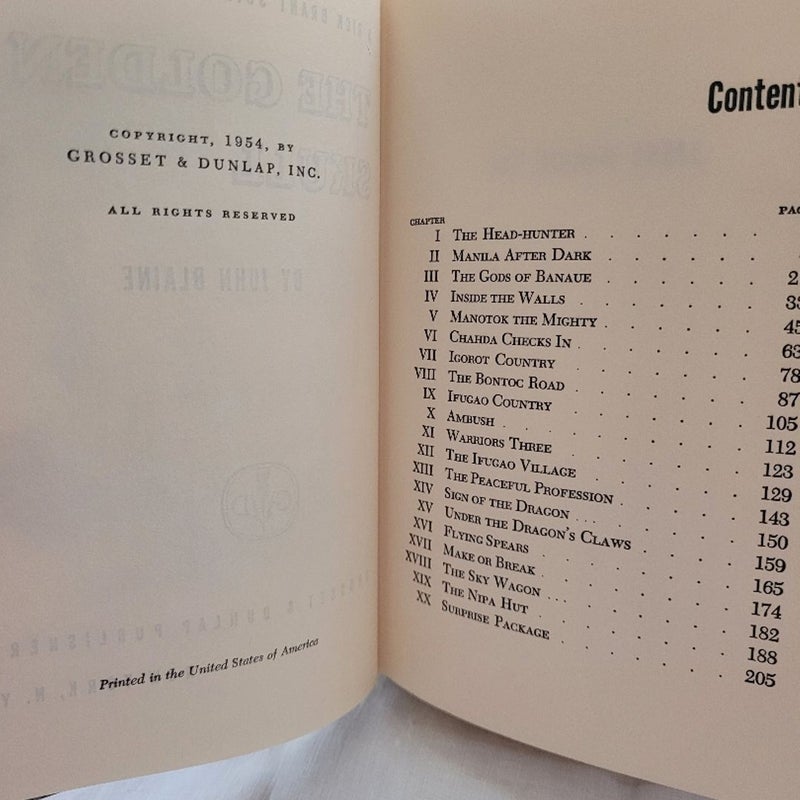 COPYRIGHT, 1954, BY
GROSSET & DUNLAP, INC.
ALL RIGHTS RESERVED
Printed in the United States of America
Content
CHAPTER PAG
I THE HEAD-HUNTER
II MANILA AFTER DARK
III THE GODS OF BANAUE 2
IV INSIDE THE WALLS 33
V MANOTOK THE MIGHTY 45
VI CHAHDA CHECKS IN 63
VII IGOROT COUNTRY 78
VIII THE BONTOC ROAD 87
IX IFUGAO COUNTRY 105
X AMBUSH 112
XI WARRIORS THREE 123
XII THE IFUGAO VILLAGE 129
XIII THE PEACEFUL PROFESSION 143
XIV SIGN OF THE DRAGON 150
XV UNDER THE DRAGON'S CLAWS 159
XVI FLYING SPEARS 165
XVII MAKE OR BREAK 174
XVIII THE SKY WAGON 182
XIX THE NIPA HUT 188
XX SURPRISE PACKAGE 205